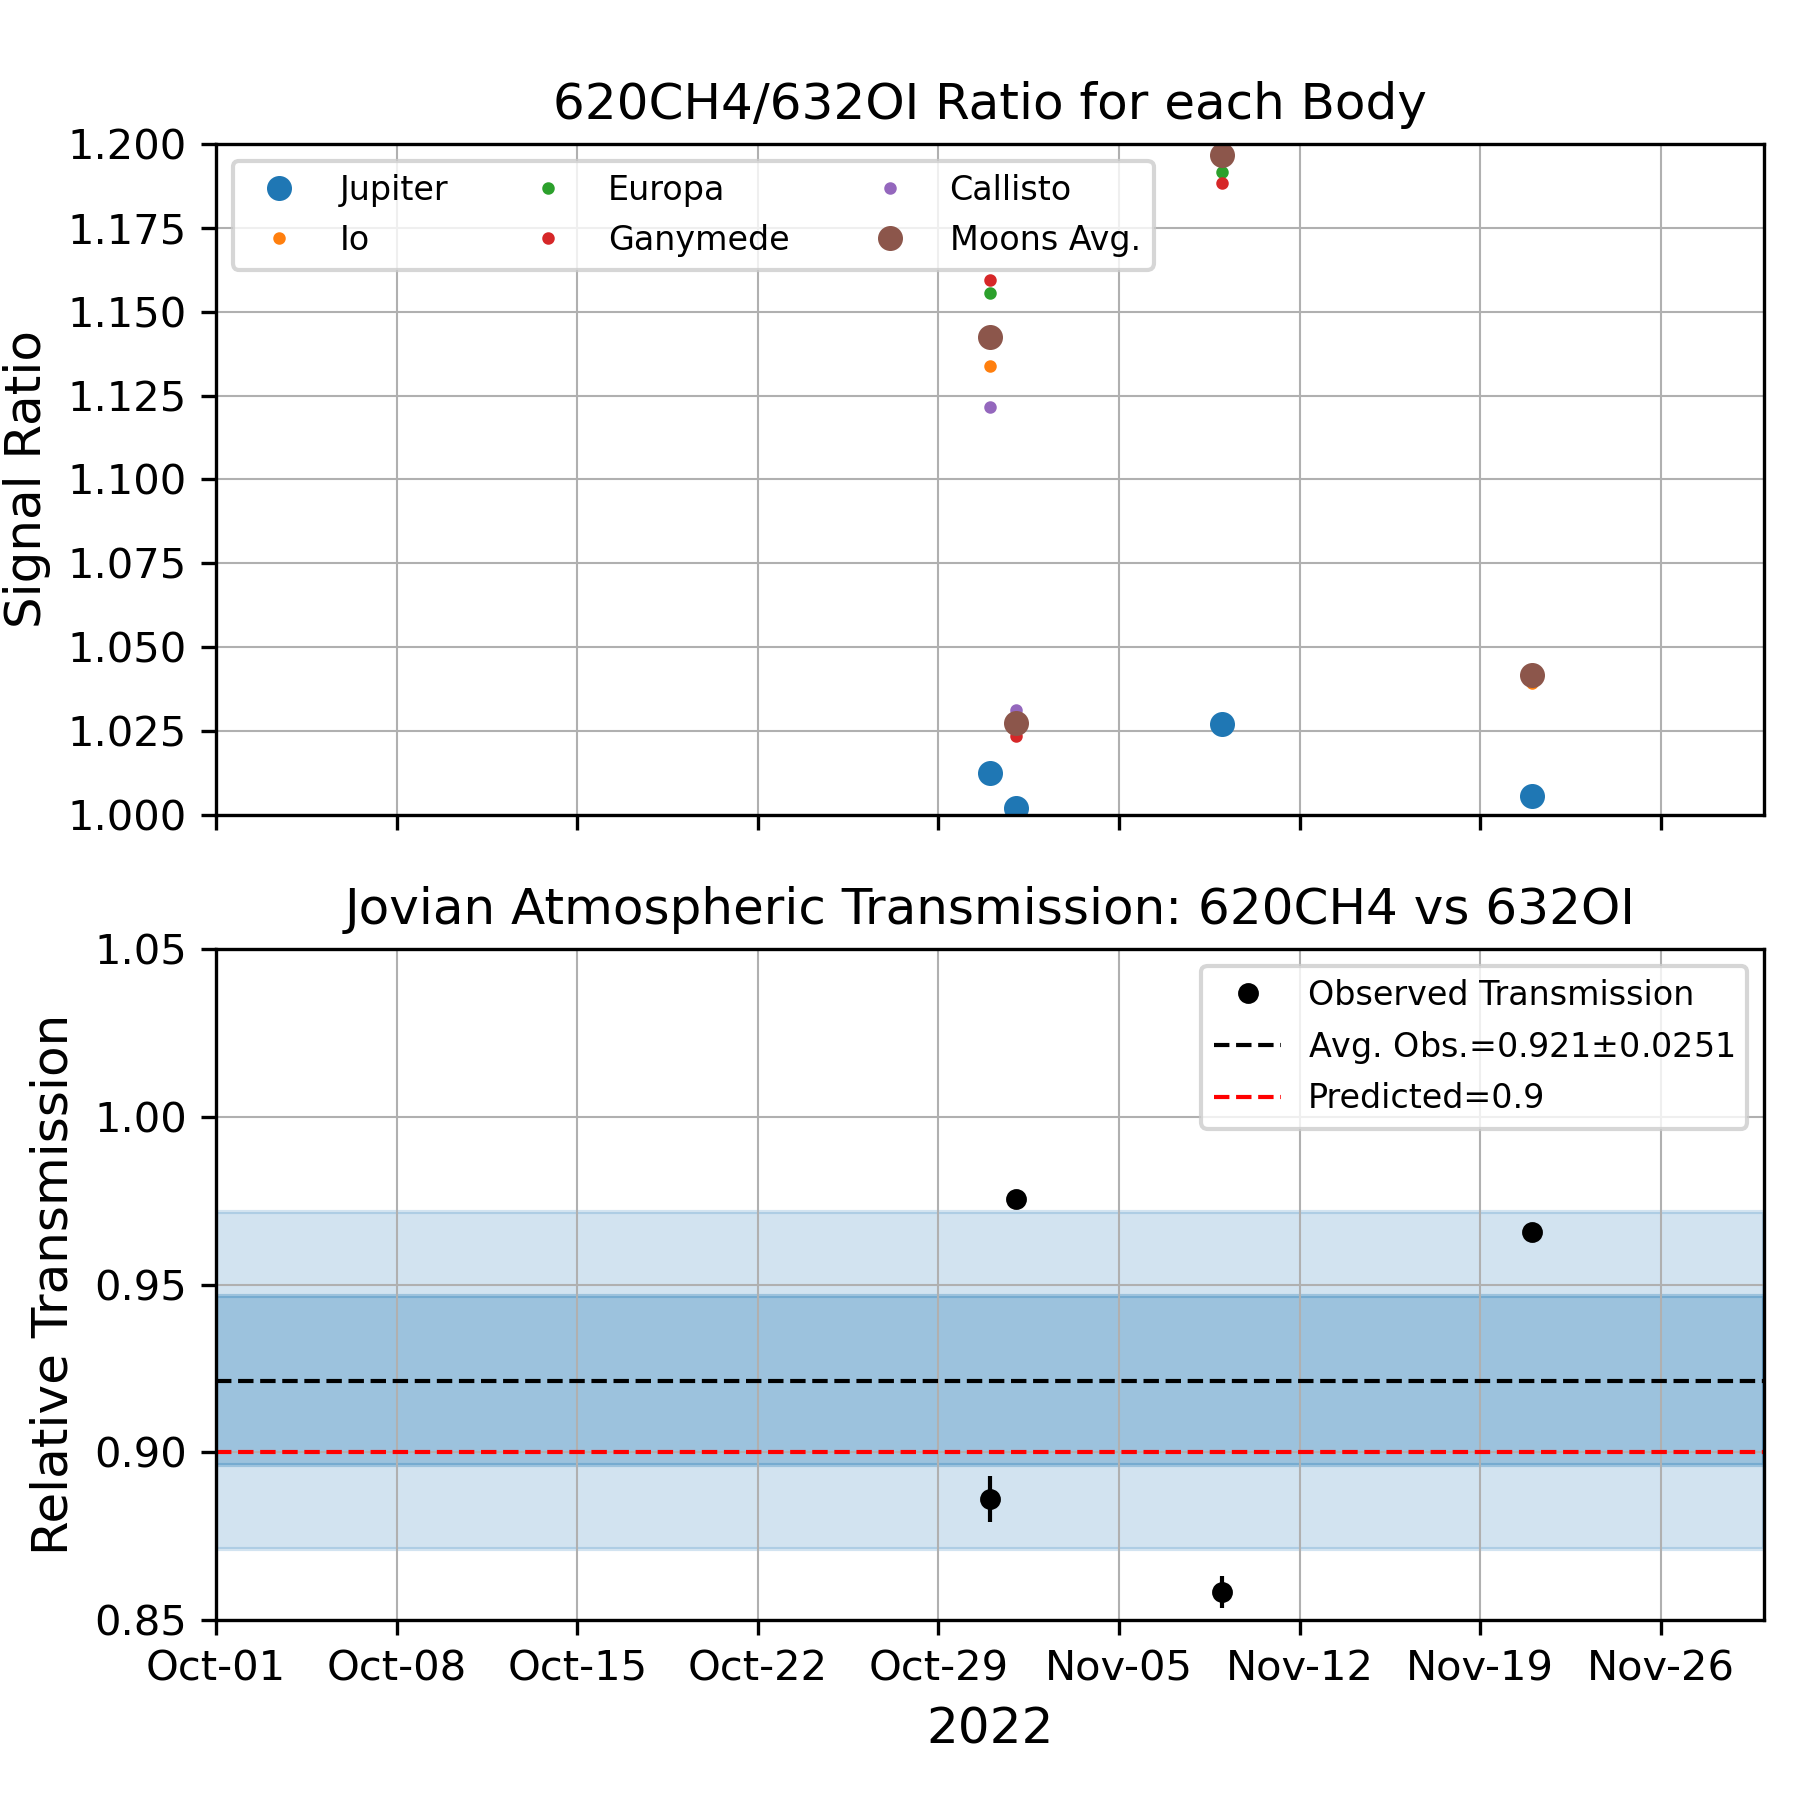 620CH4/632OI Ratio for each Body
1.200
1.175
1.150
1.125
1.100
1.075
1.050
1.025
1.000
Signal Ratio
Jupiter
Io
Europa
Ganymede
Callisto
Moons Avg.
Jovian Atmospheric Transmission: 620CH4 vs 632OI
1.05
1.00
0.95
0.90
0.85
Relative Transmission
Observed Transmission
Avg. Obs.=0.921±0.0251
Predicted=0.9
Oct-01 Oct-08 Oct-15 Oct-22 Oct-29 Nov-05 Nov-12 Nov-19 Nov-26
2022